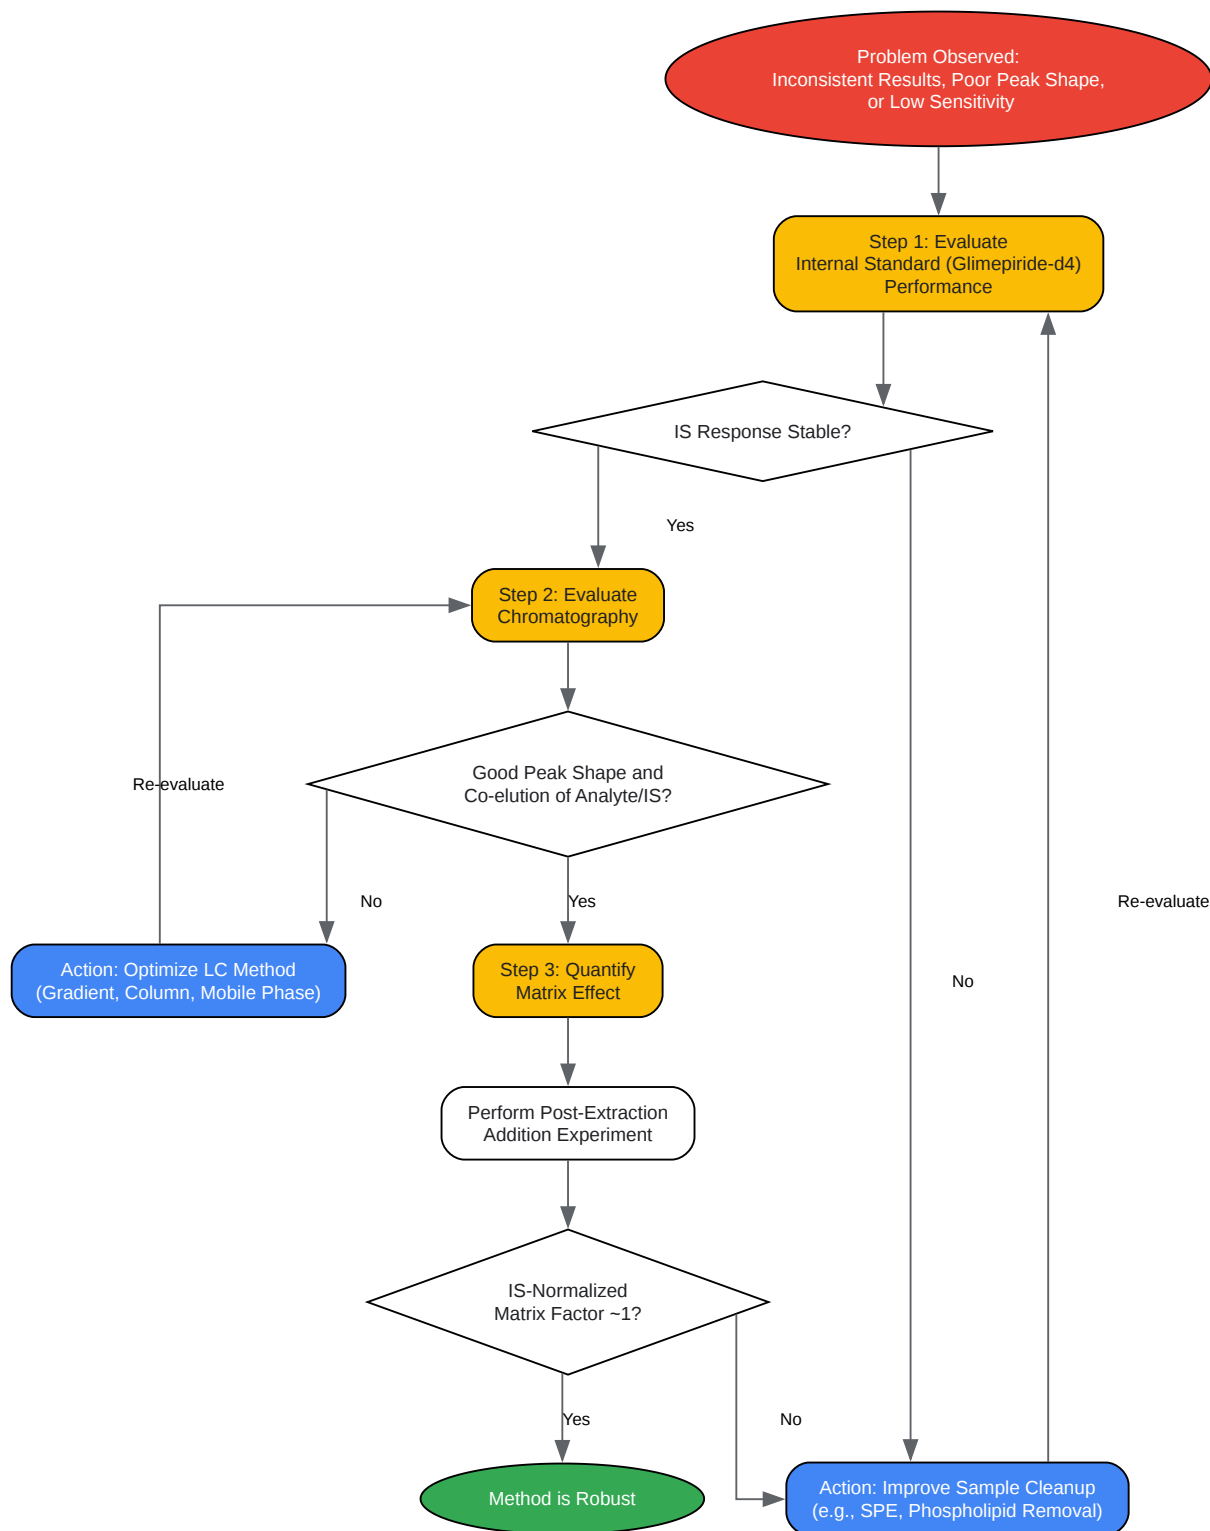 Problem Observed:
Inconsistent Results, Poor Peak Shape,
or Low Sensitivity
Step 1: Evaluate
Internal Standard (Glimepiride-d4)
Performance
IS Response Stable?
Yes
Step 2: Evaluate
Chromatography
Good Peak Shape and
Co-elution of Analyte/IS?
Re-evaluate
No
Yes
Re-evaluate
Action: Optimize LC Method
(Gradient, Column, Mobile Phase)
Step 3: Quantify
Matrix Effect
No
Perform Post-Extraction
Addition Experiment
IS-Normalized
Matrix Factor ~1?
Yes
No
Method is Robust
Action: Improve Sample Cleanup
(e.g., SPE, Phospholipid Removal)